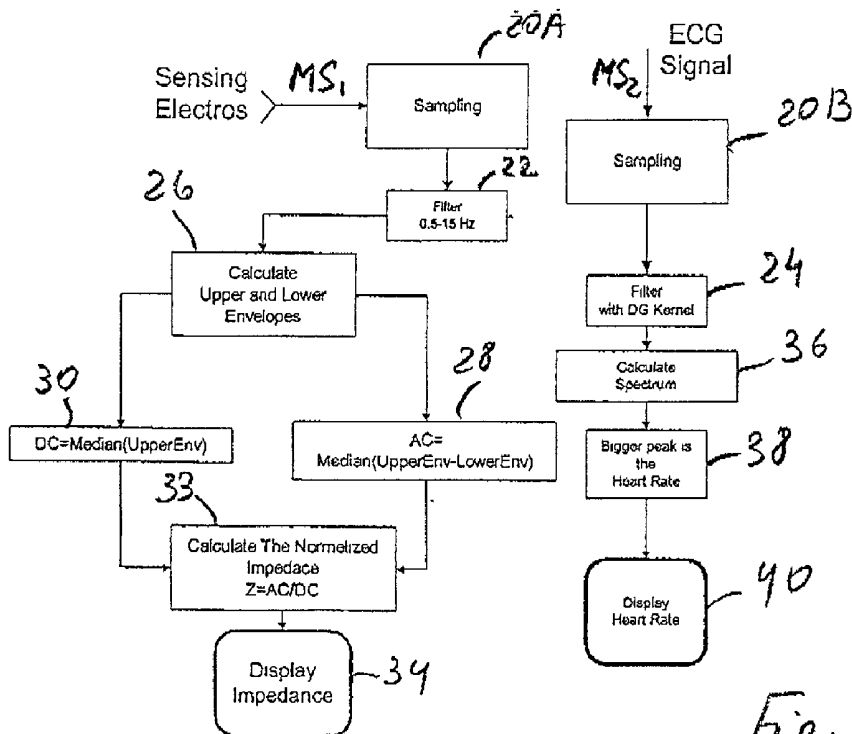 20A
ECG
Signal
Sensing
Electros
MS1
MS2
Sampling
20B
Sampling
22
Filter
0.5-15 Hz
26
Calculate
Upper and Lower
Envelopes
24
Filter
with DG Kernel
36
Calculate
Spectrum
30
28
DC=Median(UpperEnv)
AC=
Median(UpperEnv-LowerEnv)
Bigger peak is
the
Heart Rate
38
33
Calculate The Normetized
Impedace
Z=AC/DC
Display
Heart Rate
40
Display
Impedance
34
Fig.